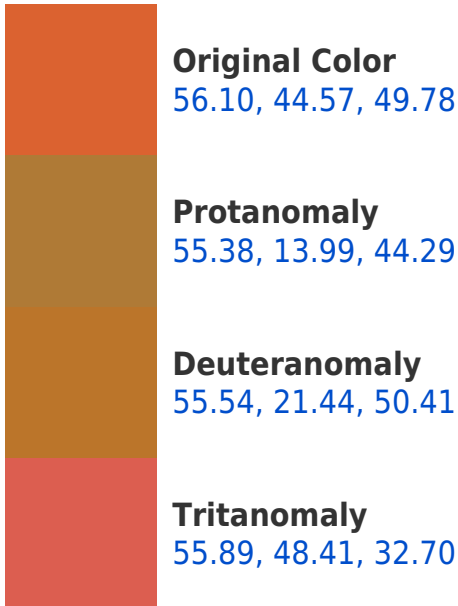 Original Color
56.10, 44.57, 49.78
Protanomaly
55.38, 13.99, 44.29
Deuteranomaly
55.54, 21.44, 50.41
Tritanomaly
55.89, 48.41, 32.70